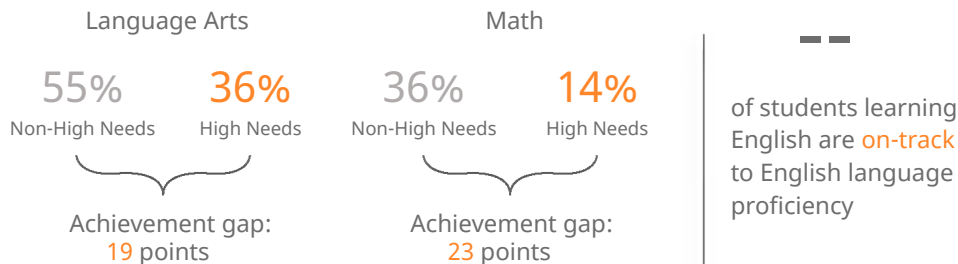 Language Arts
55%
36%
Non-High Needs
High Needs
Achievement gap:
19 points
Math
36%
14%
Non-High Needs
High Needs
Achievement gap:
23 points
--
of students learning
English are on-track
to English language
proficiency